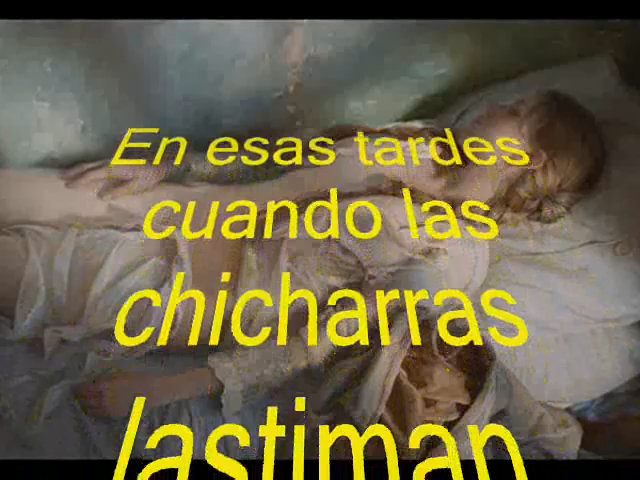 En esas tardes
cuando las
chicharras
lastiman